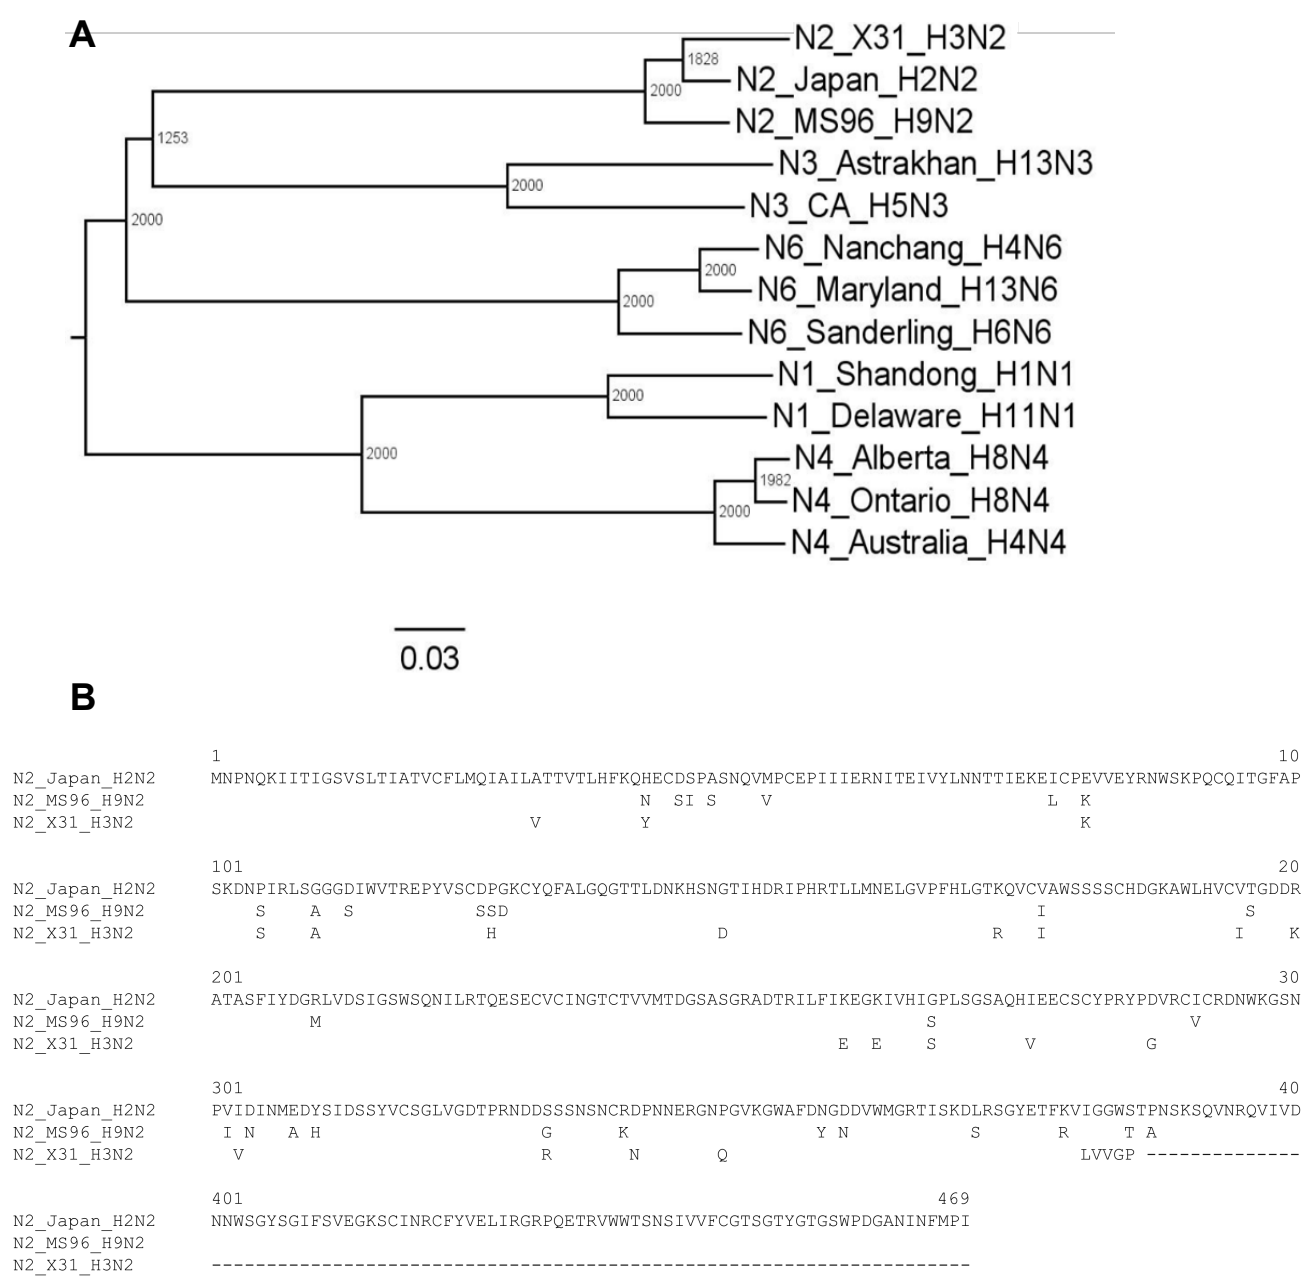 A
N2_X31_H3N2
1828
N2_Japan_H2N2
2000
N2_MS96_H9N2
1253
N3_Astrakhan_H13N3
2000
N3_CA_H5N3
2000
N6_Nanchang_H4N6
2000
N6_Maryland_H13N6
2000
N6_Sanderling_H6N6
N1_Shandong_H1N1
2000
N1_Delaware_H11N1
2000
N4_Alberta_H8N4
1982
N4_Ontario_H8N4
2000
N4_Australia_H4N4
0.03
B
1 10
N2_Japan_H2N2 MNPNQKIITIGSVSLTIATVCFLMQIAILATTVTLHFKQHECDSPASNQVMPCEPIIIERNITEIVYLNNTTIEKEICPEVVEYRNWSKPQCQITGFAP
N2_MS96_H9N2 N SI S V L K
N2_X31_H3N2 V Y K
101 20
N2_Japan_H2N2 SKDNPIRLSGGGDIWVTREPYVSCDPGKCYQFALGQGTTLDNKHSNGTIHDRIPHRTLLMNELGVPFHLGTKQVCVAWSSSSCHDGKAWLHVCVTGDDR
N2_MS96_H9N2 S A S SSD I S
N2_X31_H3N2 S A H D R I I K
201 30
N2_Japan_H2N2 ATASFIYDGRLVDSIGSWSQNILRTQESECVCINGTCTVVMTDGSASGRADTRILFIKEGKIVHIGPLSGSAQHIEECSCYPRYPDVRCICRDNWKGSN
N2_MS96_H9N2 M S V
N2_X31_H3N2 E E S V G
301 40
N2_Japan_H2N2 PVIDINMEDYSIDSSYVCSGLVGDTPRNDDSSSNSNCRDPNNERGNPGVKGWAFDNGDDVWMGRTISKDLRSGYETFKVIGGWSTPNSKSQVNRQVIVD
N2_MS96_H9N2 I N A H G K Y N S R T A
N2_X31_H3N2 V R N Q LVVGP --------------
401 469
N2_Japan_H2N2 NNWSGYSGIFSVEGKSCINRCFYVELIRGRPQETRVWWTSNSIVVFCGTSGTYGTGSWPDGANINFMPI
N2_MS96_H9N2
N2_X31_H3N2 ---------------------------------------------------------------------